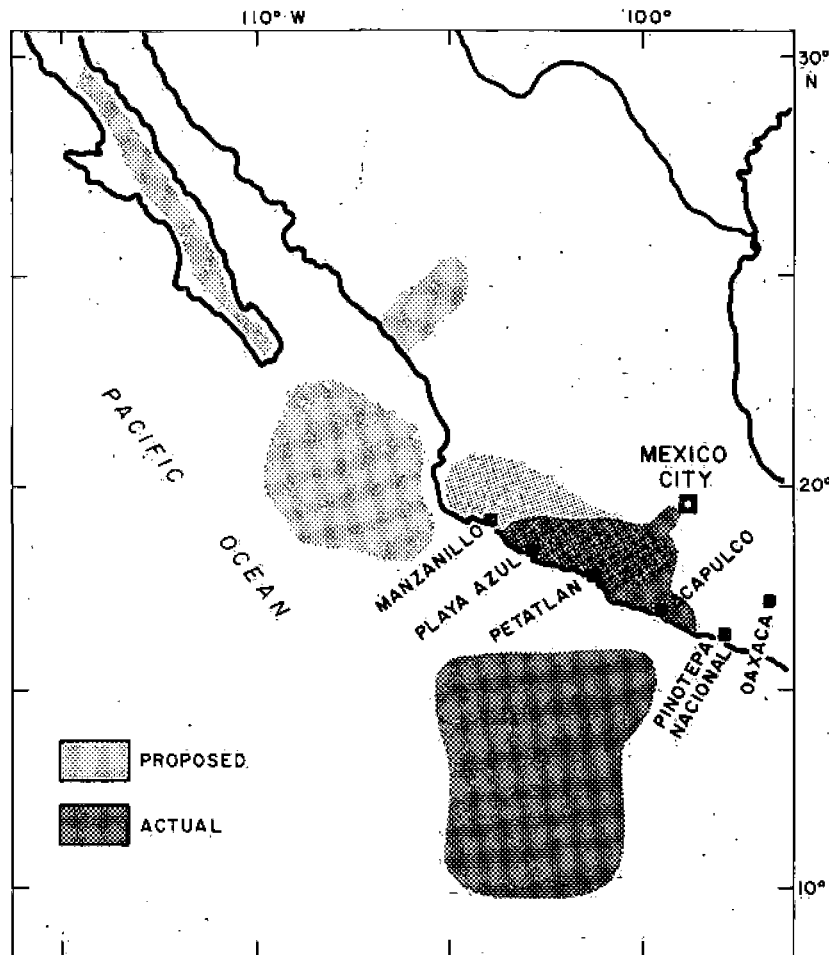 110° W
100°
30°
N
PACIFIC
OCEAN
MEXICO
CITY
20°
MANZANILLO
PLAYA AZUL
PETATLAN
CAPULCO
PINOTEPA
NACIONAL
OAXACA
PROPOSED
ACTUAL
10°